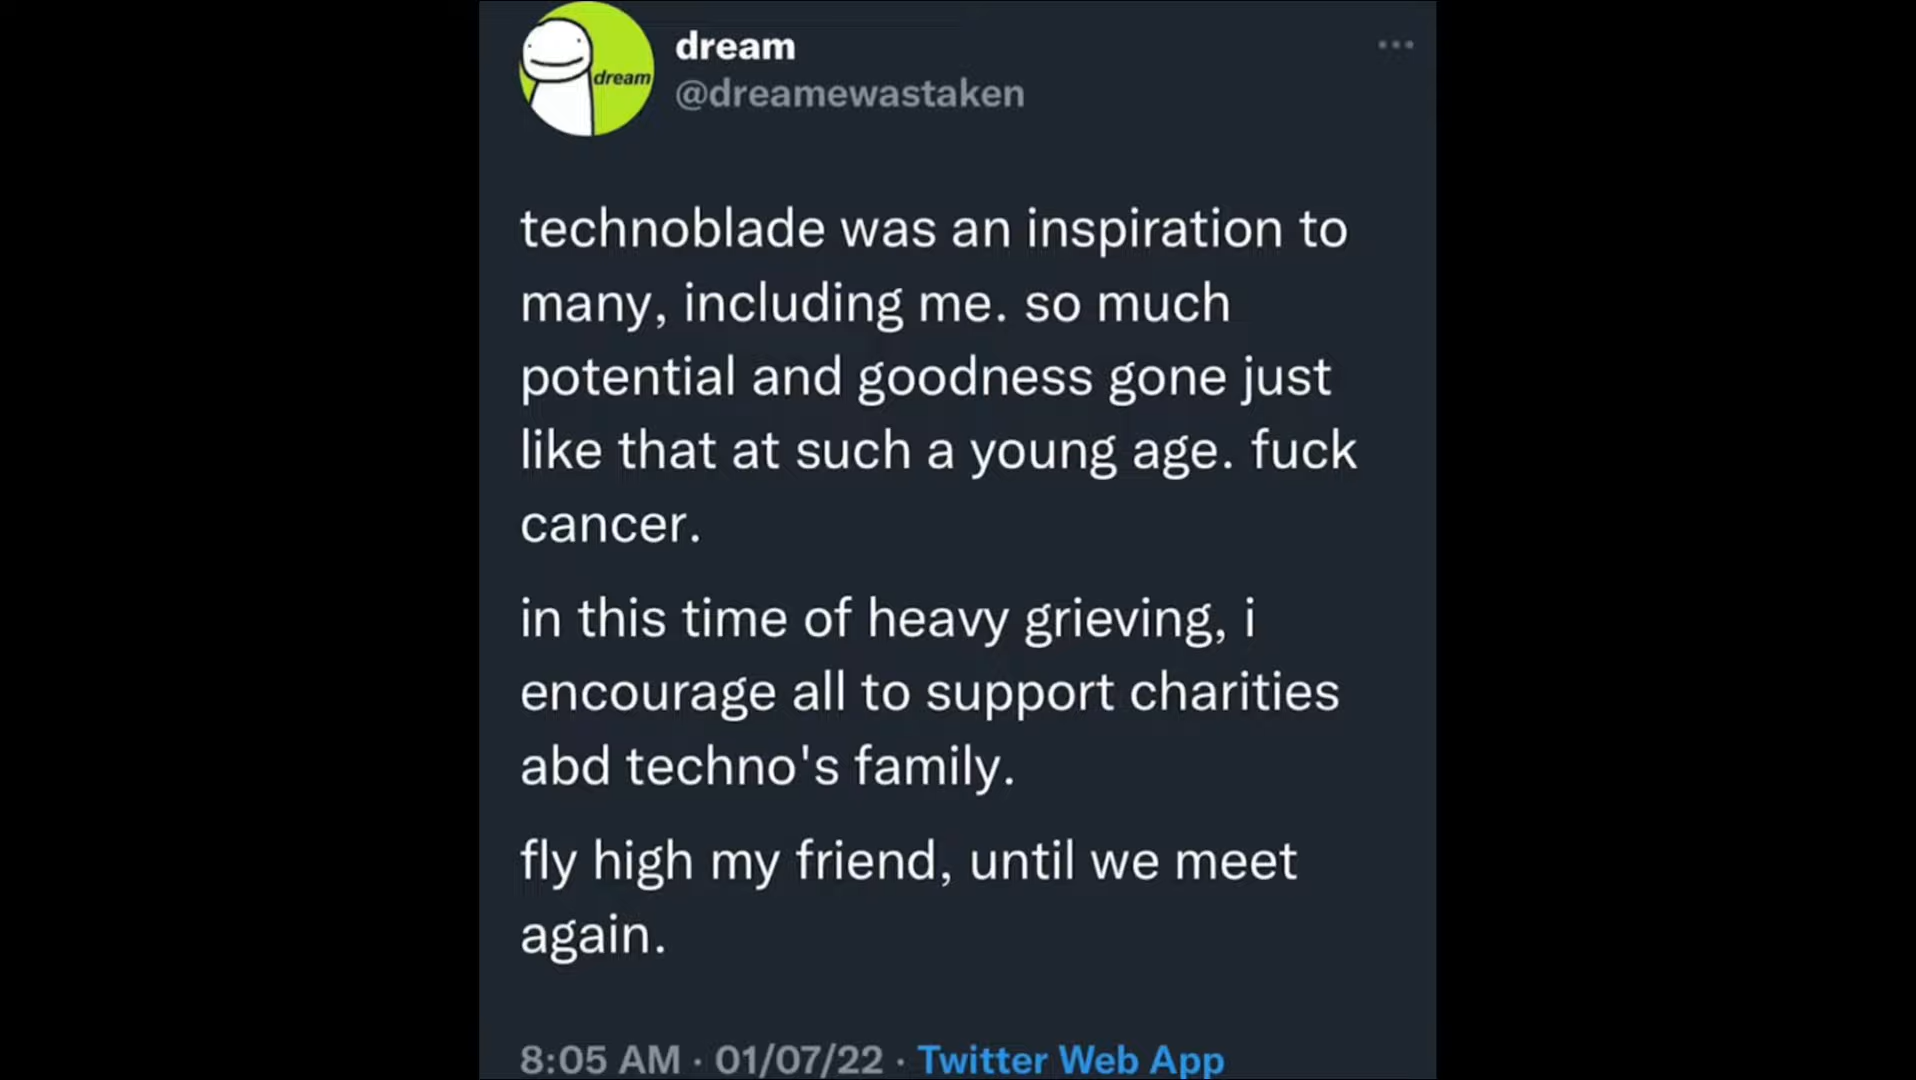 dream
dream
@dreamewastaken
technoblade was an inspiration to
many, including me. so much
potential and goodness gone just
like that at such a young age. fuck
cancer.
in this time of heavy grieving, i
encourage all to support charities
abd techno's family.
fly high my friend, until we meet
again.
8:05 AM · 01/07/22 · Twitter Web App